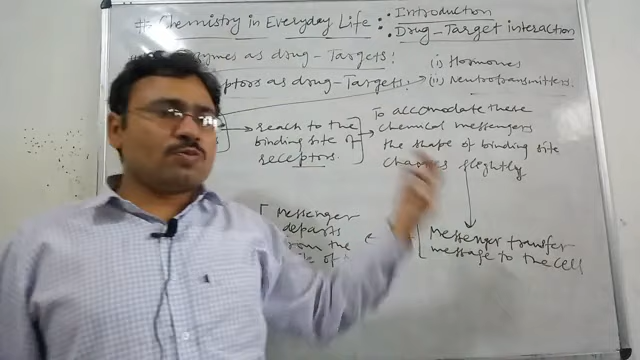 # Chemistry in Everyday Life :- Introduction
Drug-Target interaction
as drug-Targets:
as drug-Targets:
(i) Hormones
(ii) Neurotransmitters.
reach to the
binding site of
receptors.
To accomodate these
chemical messengers
the shape of binding site
changes slightly
Messenger transfer
message to the cell
Messenger
departs
from the